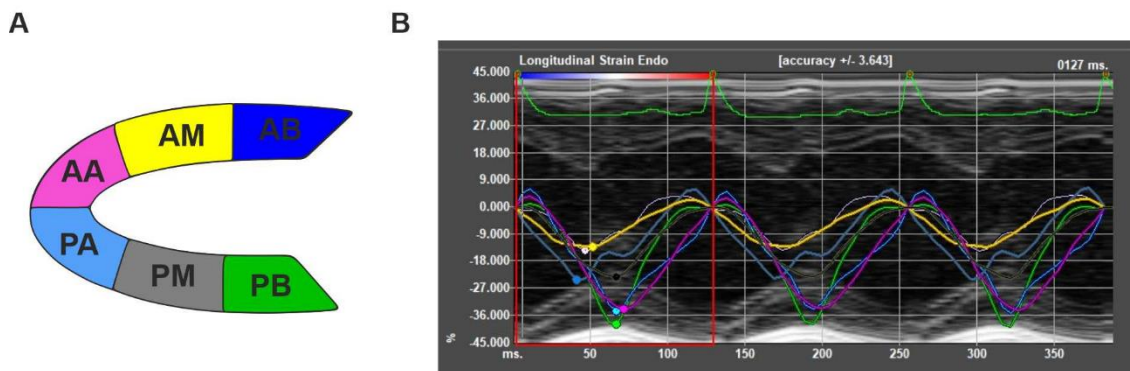 A
B
AM
AB
AA
PA
PM
PB
Longitudinal Strain Endo [accuracy +/- 3.643] 0127 ms.
45.000
36.000
27.000
18.000
9.000
0.000
-9.000
-18.000
-27.000
-36.000
-45.000
%
ms. 50 100 150 200 250 300 350